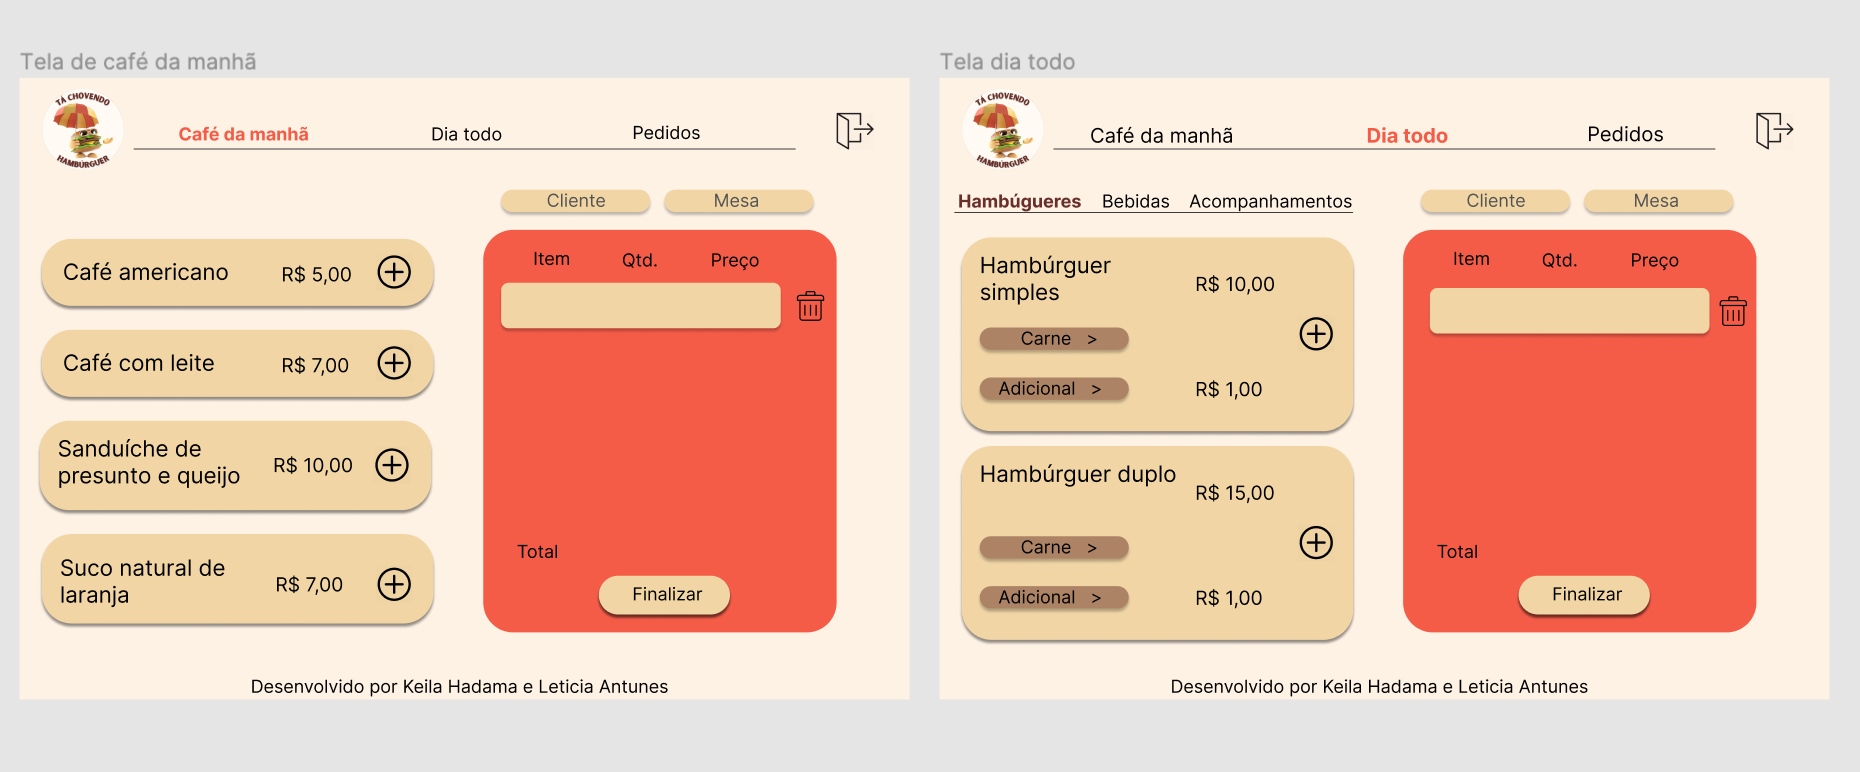 Tela de café da manhã
TÁ CHOVENDO
HAMBÚRGUER
Café da manhã
Dia todo
Pedidos
Cliente
Mesa
Café americano
R$ 5,00
Café com leite
R$ 7,00
Sanduíche de
presunto e queijo
R$ 10,00
Suco natural de
laranja
R$ 7,00
Item
Qtd.
Preço
Total
Finalizar
Desenvolvido por Keila Hadama e Leticia Antunes
Tela dia todo
TÁ CHOVENDO
HAMBÚRGUER
Café da manhã
Dia todo
Pedidos
Hambúgueres
Bebidas
Acompanhamentos
Cliente
Mesa
Hambúrguer
simples
R$ 10,00
Carne >
Adicional >
R$ 1,00
Hambúrguer duplo
R$ 15,00
Carne >
Adicional >
R$ 1,00
Item
Qtd.
Preço
Total
Finalizar
Desenvolvido por Keila Hadama e Leticia Antunes